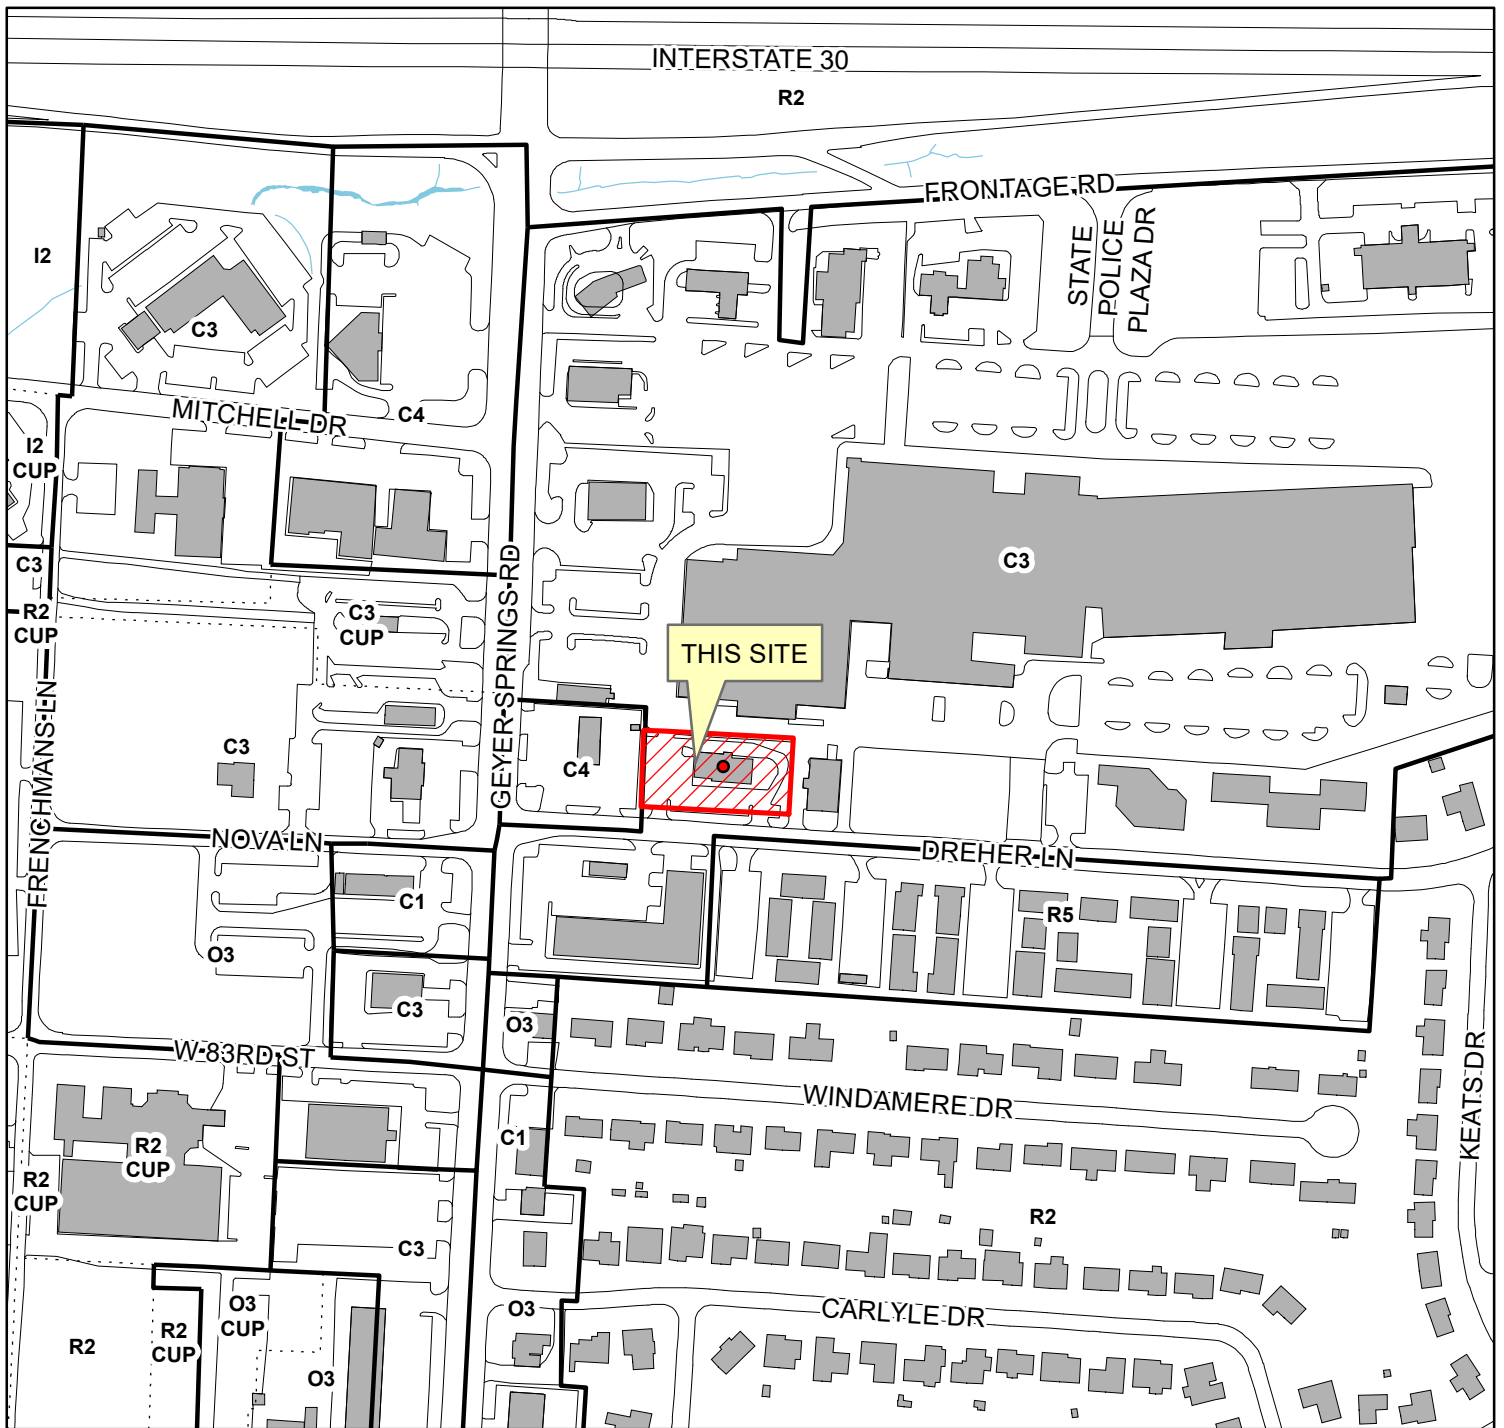 INTERSTATE 30
R2
FRONTAGE RD
STATE
POLICE
PLAZA DR
I2
C3
C4
MITCHELL DR
I2
CUP
C3
C3
R2
CUP
C3
CUP
GEYER SPRINGS RD
THIS SITE
FRENCHMANS LN
C3
C4
NOVA LN
DREHER LN
C1
R5
O3
C3
O3
W 83RD ST
KEATS DR
WINDAMERE DR
C1
R2
CUP
R2
CUP
R2
C3
O3
CUP
O3
CARLYLE DR
R2
R2
CUP
O3